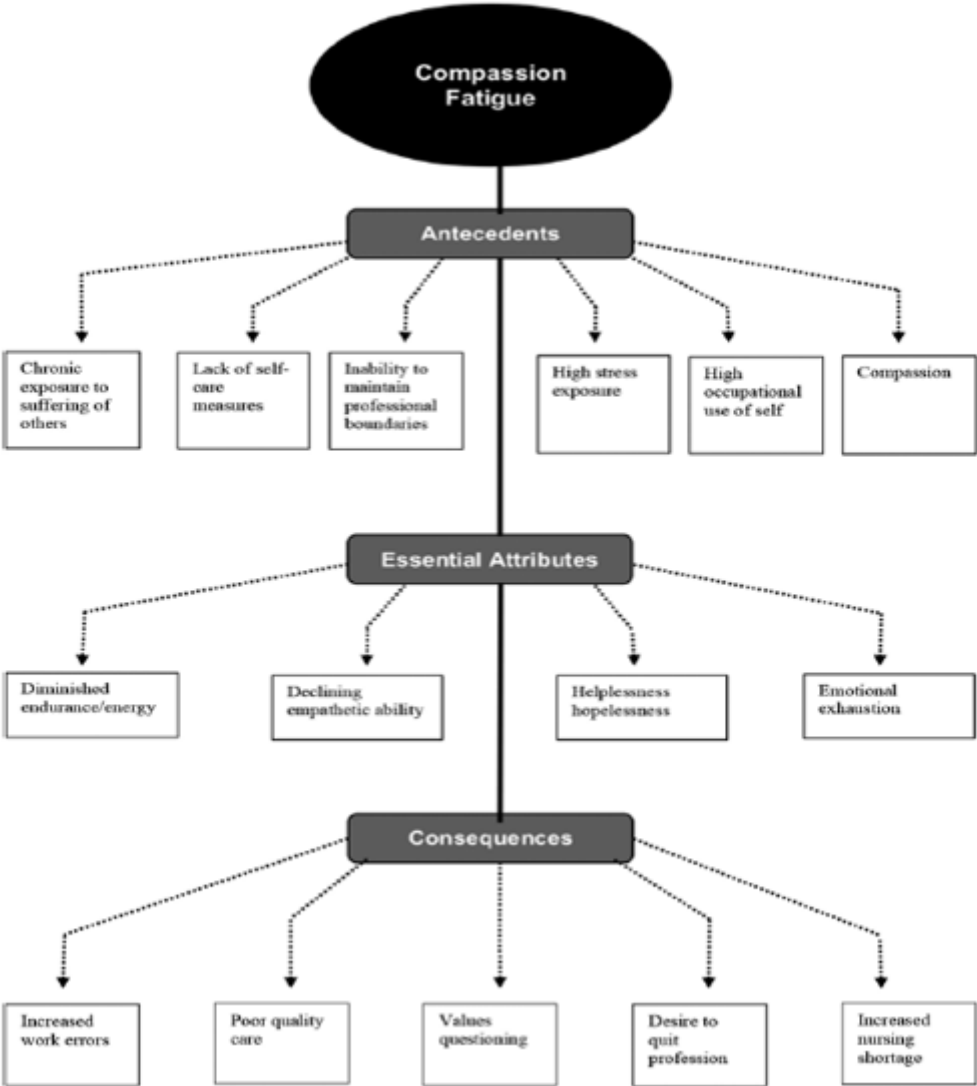 Compassion
Fatigue
Antecedents
Chronic
exposure to
suffering of
others
Lack of self-
care
measures
Inability to
maintain
professional
boundaries
High stress
exposure
High
occupational
use of self
Compassion
Essential Attributes
Diminished
endurance/energy
Declining
empathetic ability
Helplessness
hopelessness
Emotional
exhaustion
Consequences
Increased
work errors
Poor quality
care
Values
questioning
Desire to
quit
profession
Increased
nursing
shortage